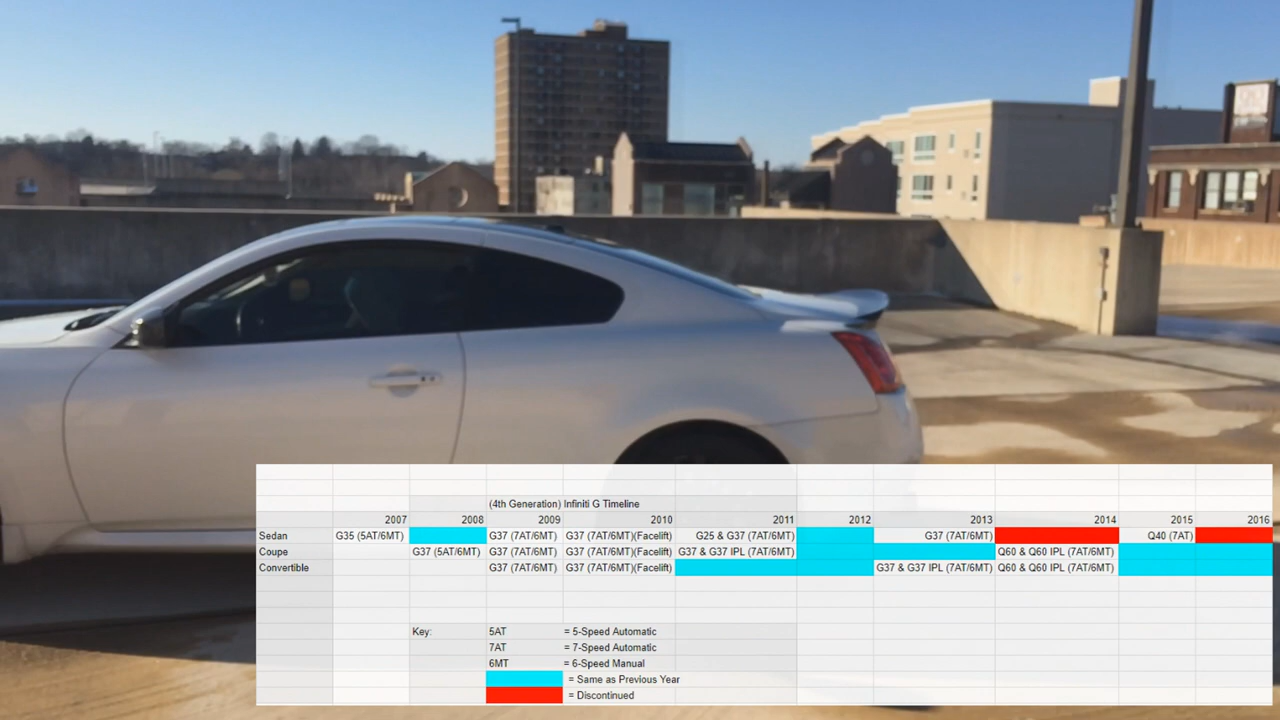 (4th Generation) Infiniti G Timeline
2007 2008 2009 2010 2011 2012 2013 2014 2015 2016
Sedan G35 (5AT/6MT) G37 (7AT/6MT) G37 (7AT/6MT)(Facelift) G25 & G37 (7AT/6MT) G37 (7AT/6MT) Q40 (7AT)
Coupe G37 (5AT/6MT) G37 (7AT/6MT) G37 (7AT/6MT)(Facelift) G37 & G37 IPL (7AT/6MT) Q60 & Q60 IPL (7AT/6MT)
Convertible G37 (7AT/6MT) G37 (7AT/6MT)(Facelift) G37 & G37 IPL (7AT/6MT) Q60 & Q60 IPL (7AT/6MT)
Key: 5AT = 5-Speed Automatic
7AT = 7-Speed Automatic
6MT = 6-Speed Manual
= Same as Previous Year
= Discontinued